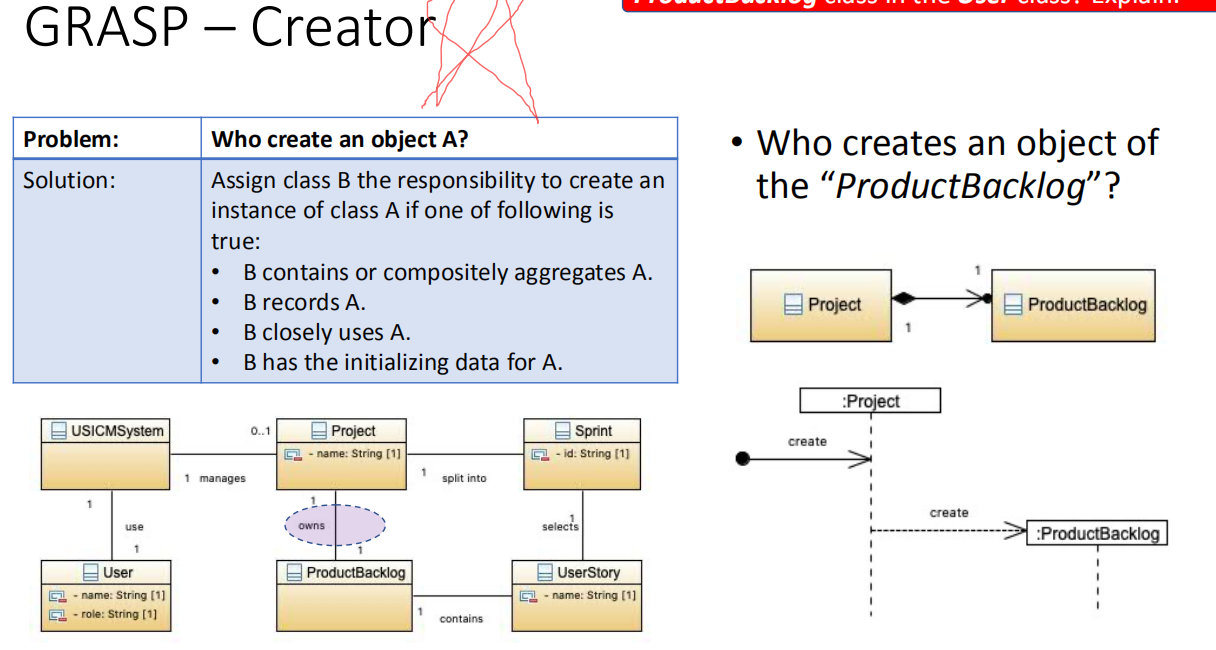 ProductBacklog class in the User class? Explain.
GRASP – Creator
Problem:
Who create an object A?
Solution:
Assign class B the responsibility to create an
instance of class A if one of following is
true:
• B contains or compositely aggregates A.
• B records A.
• B closely uses A.
• B has the initializing data for A.
• Who creates an object of
the “ProductBacklog”?
Project
1
1
ProductBacklog
:Project
create
create
:ProductBacklog
USICMSystem
0..1
Project
- name: String [1]
Sprint
- id: String [1]
1 manages
1
split into
1
use
1
1
owns
1
selects
1
User
- name: String [1]
- role: String [1]
ProductBacklog
1
contains
UserStory
- name: String [1]